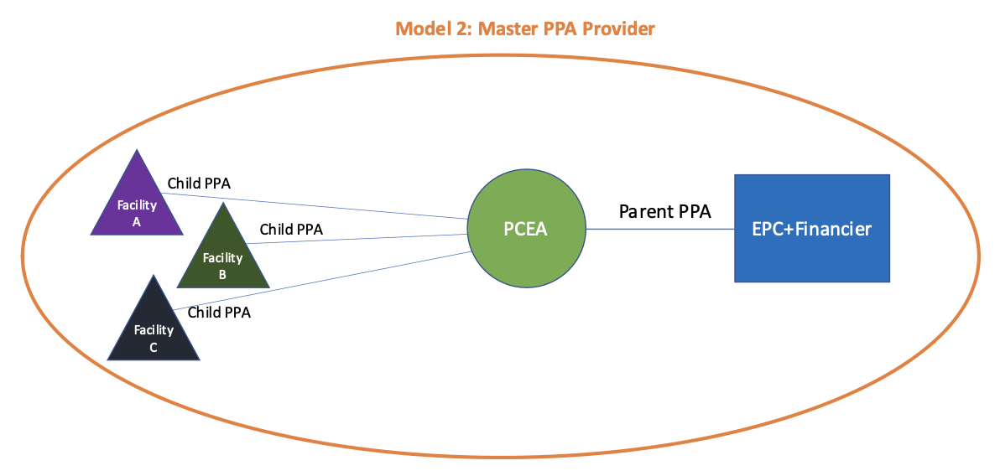 Model 2: Master PPA Provider
Child PPA
Facility
A
Child PPA
Facility
B
Child PPA
Facility
C
PCEA
Parent PPA
EPC+Financier